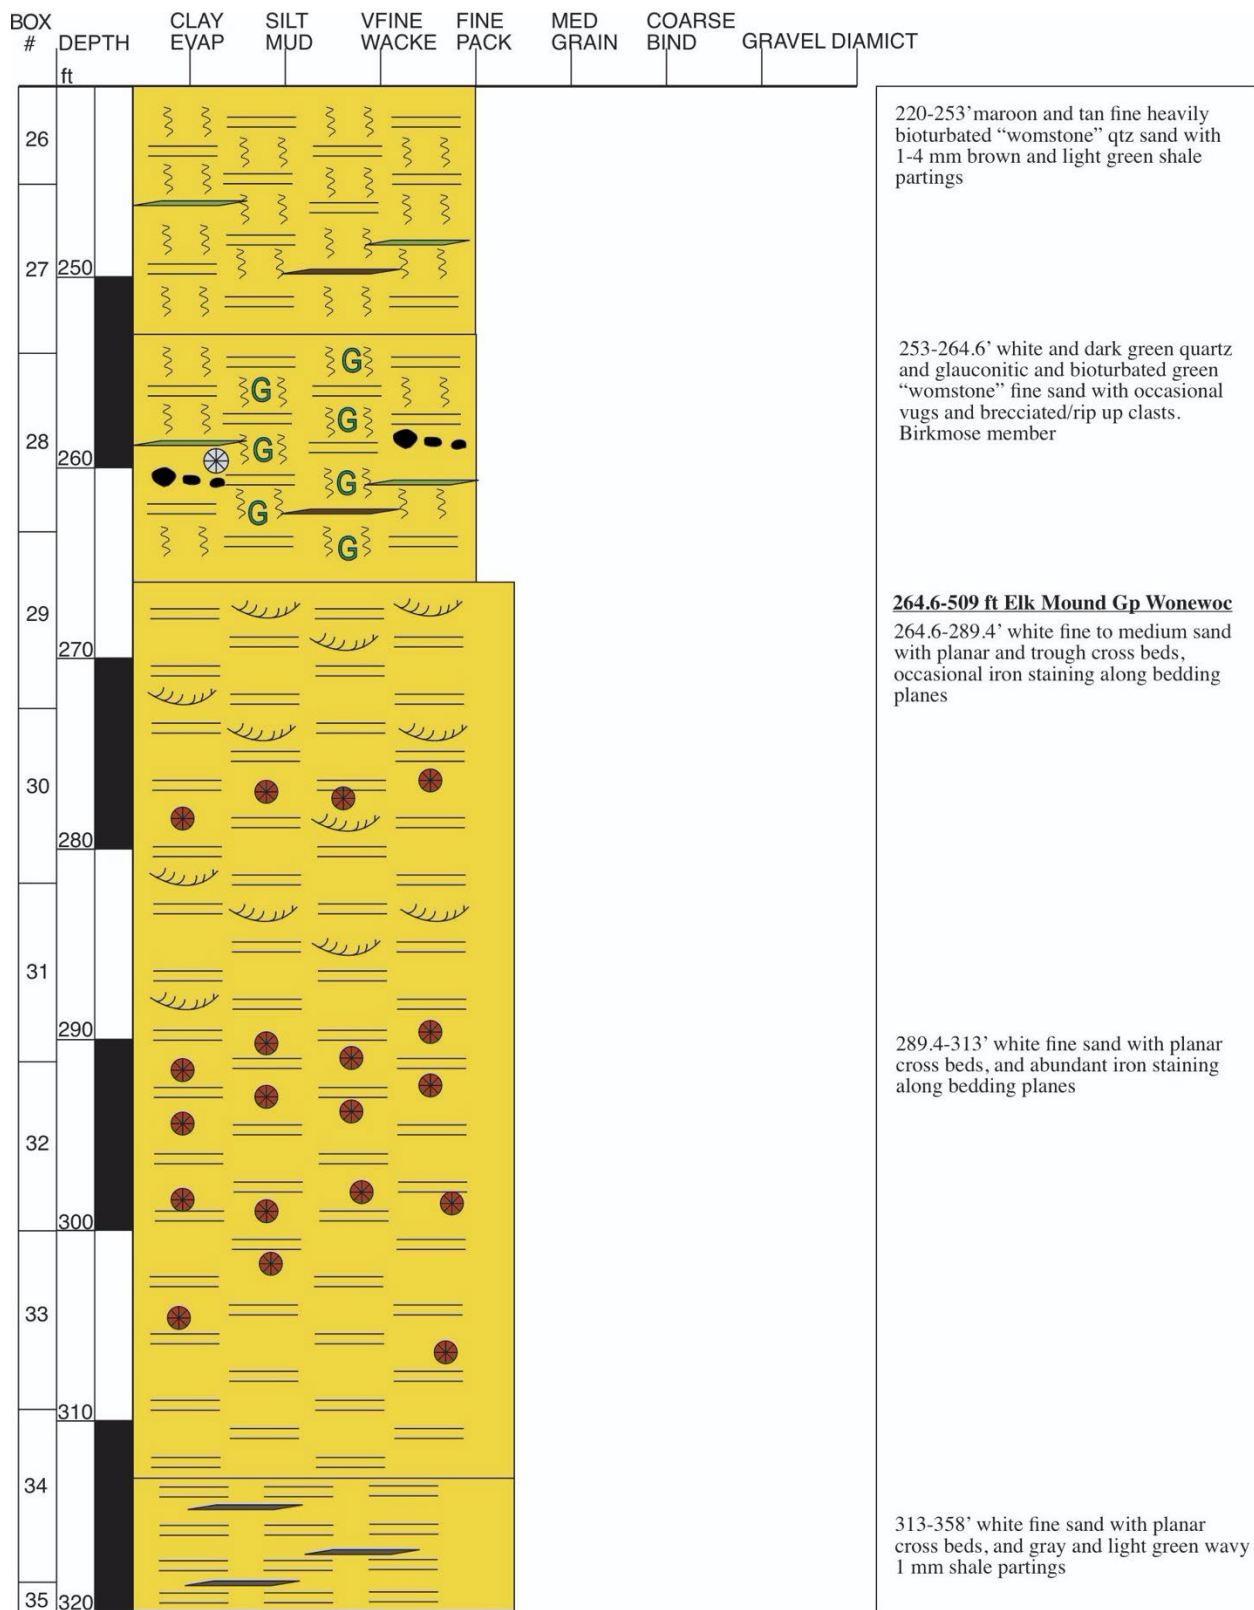 BOX CLAY SILT VFINE FINE MED COARSE
# DEPTH EVAP MUD WACKE PACK GRAIN BIND GRAVEL DIAMICT
ft
220-253’maroon and tan fine heavily
26 bioturbated “womstone” qtz sand with
1-4 mm brown and light green shale
partings
27 250
253-264.6’ white and dark green quartz
G and glauconitic and bioturbated green
G “womstone” fine sand with occasional
G vugs and brecciated/rip up clasts.
28 G Birkmose member
260
G
G
G
29 264.6-509 ft Elk Mound Gp Wonewoc
264.6-289.4’ white fine to medium sand
270 with planar and trough cross beds,
occasional iron staining along bedding
planes
30
280
31
290 289.4-313’ white fine sand with planar
cross beds, and abundant iron staining
along bedding planes
32
300
33
310
34
313-358’ white fine sand with planar
cross beds, and gray and light green wavy
1 mm shale partings
35 320